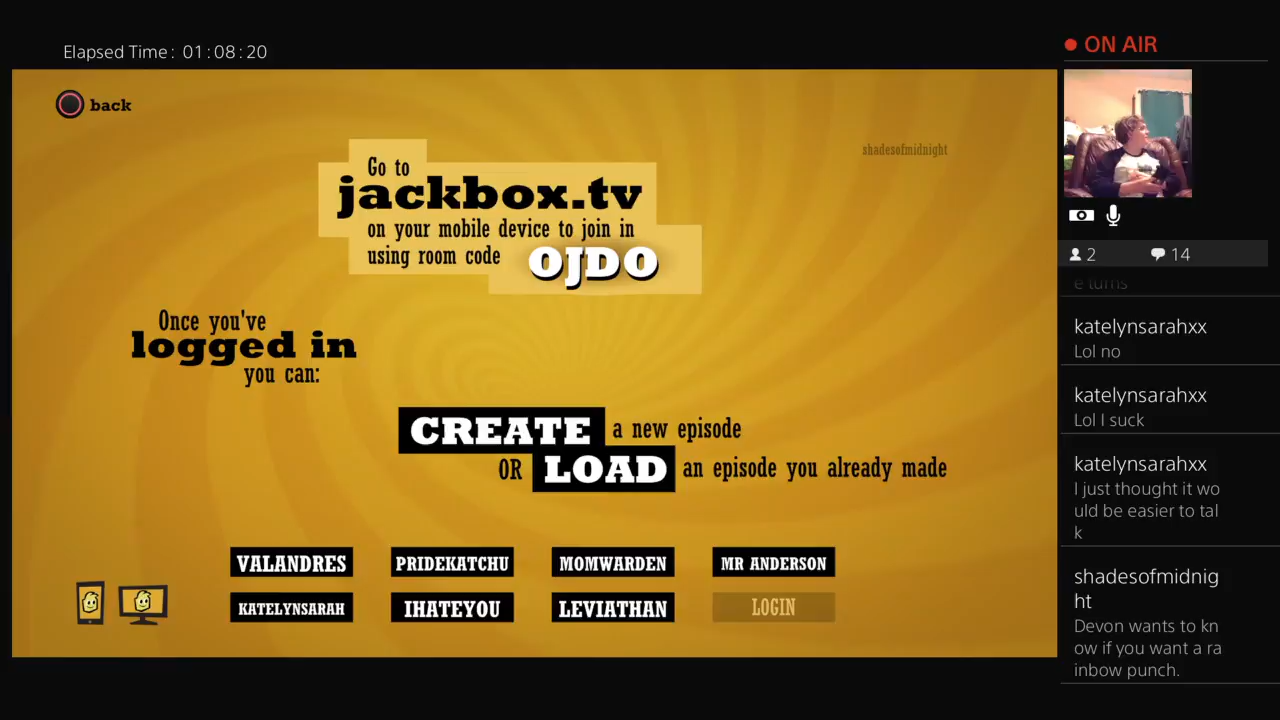 Elapsed Time: 01:08:20
ON AIR
back
shadesofmidnight
Go to
jackbox.tv
on your mobile device to join in
using room code OJDO
Once you've
logged in
you can:
CREATE a new episode
OR LOAD an episode you already made
VALANDRES PRIDEKATCHU MOMWARDEN MR ANDERSON
KATELYNSARAH IHATEYOU LEVIATHAN LOGIN
2 14
e turns
katelynsarahxx
Lol no
katelynsarahxx
Lol I suck
katelynsarahxx
I just thought it wo
uld be easier to tal
k
shadesofmidnig
ht
Devon wants to kn
ow if you want a ra
inbow punch.